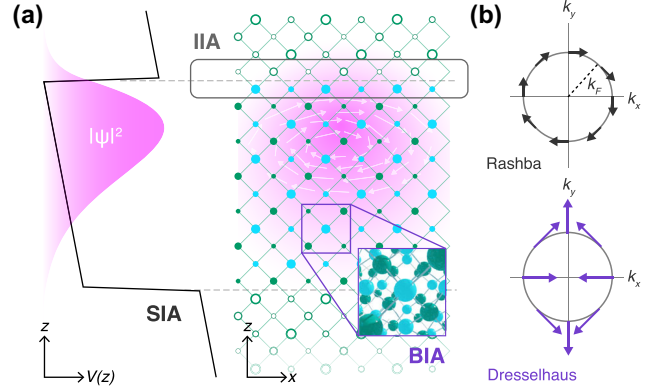 (a)
IIA
|ψ|²
SIA
z
V(z)
z
x
BIA
(b)
k_y
k_x
k_F
Rashba
k_y
k_x
Dresselhaus